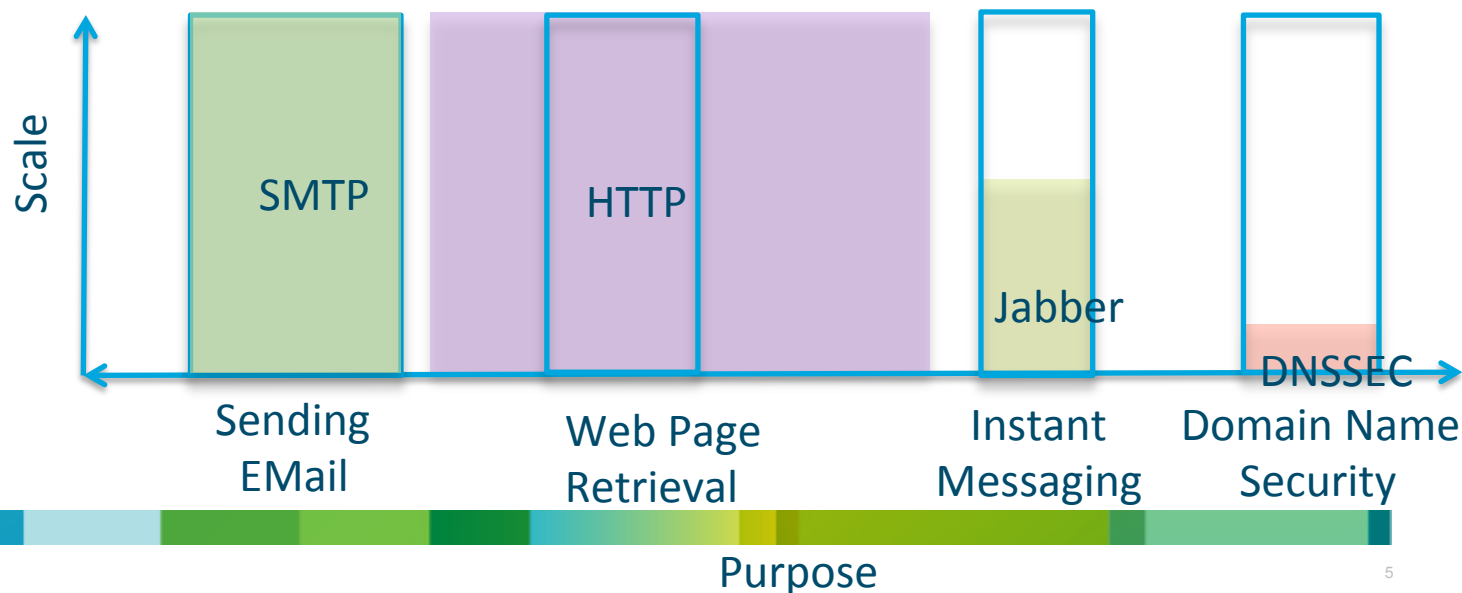 Scale
SMTP
HTTP
Jabber
DNSSEC
Sending
EMail
Web Page
Retrieval
Instant
Messaging
Domain Name
Security
Purpose
5